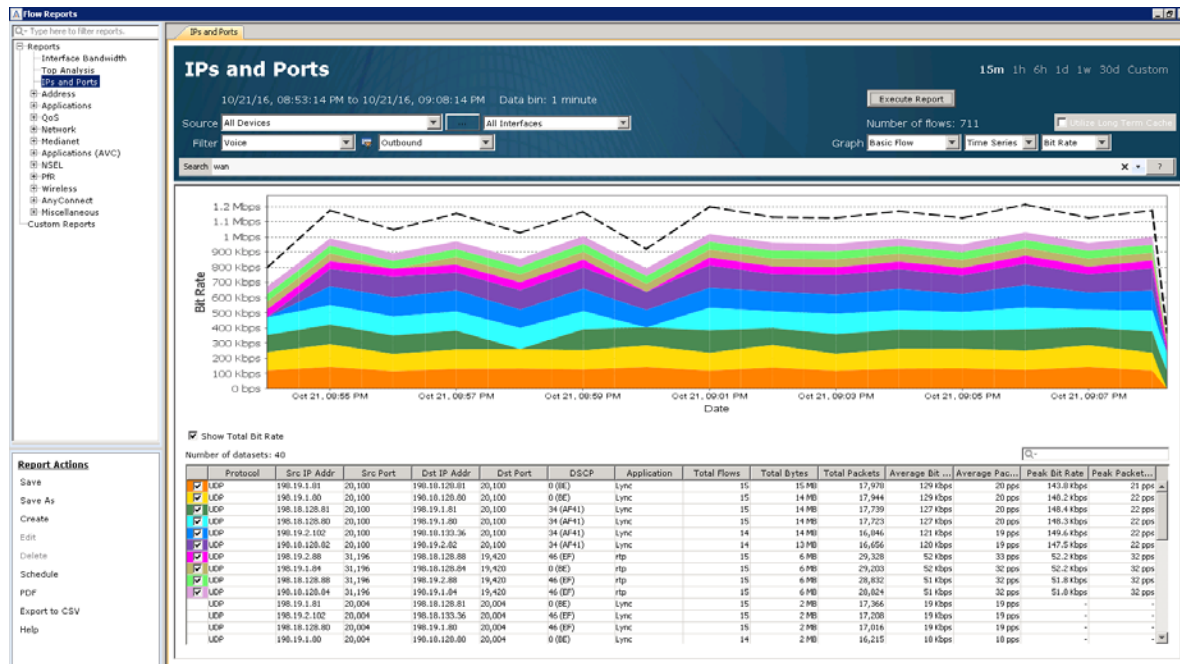 Flow Reports
Type here to filter reports.
Reports
Interface Bandwidth
Top Analysis
IPs and Ports
Address
Applications
QoS
Network
Medianet
Applications (AVC)
NSEL
PfR
Wireless
AnyConnect
Miscellaneous
Custom Reports
Report Actions
Save
Save As
Create
Edit
Delete
Schedule
PDF
Export to CSV
Help
IPs and Ports
IPs and Ports
15m 1h 6h 1d 1w 30d Custom
10/21/16, 08:53:14 PM to 10/21/16, 09:08:14 PM Data bin: 1 minute
Execute Report
Source All Devices ... All Interfaces
Number of flows: 711
Utilize Long Term Cache
Filter Voice Outbound
Graph Basic Flow Time Series Bit Rate
Search wan X ?
1.2 Mbps
1.1 Mbps
1 Mbps
900 Kbps
800 Kbps
700 Kbps
600 Kbps
500 Kbps
400 Kbps
300 Kbps
200 Kbps
100 Kbps
0 bps
Bit Rate
Oct 21, 08:55 PM Oct 21, 08:57 PM Oct 21, 08:59 PM Oct 21, 09:01 PM Oct 21, 09:03 PM Oct 21, 09:05 PM Oct 21, 09:07 PM
Date
Show Total Bit Rate
Number of datasets: 40
Protocol Src IP Addr Src Port Dst IP Addr Dst Port DSCP Application Total Flows Total Bytes Total Packets Average Bit ... Average Pac... Peak Bit Rate Peak Packet...
UDP 198.19.1.81 20,100 198.18.128.81 20,100 0 (BE) Lync 15 15 MB 17,978 129 Kbps 20 pps 143.8 Kbps 21 pps
UDP 198.19.1.80 20,100 198.18.128.80 20,100 0 (BE) Lync 15 14 MB 17,944 129 Kbps 20 pps 148.2 Kbps 22 pps
UDP 198.18.128.81 20,100 198.19.1.81 20,100 34 (AF41) Lync 15 14 MB 17,739 127 Kbps 20 pps 148.4 Kbps 22 pps
UDP 198.18.128.80 20,100 198.19.1.80 20,100 34 (AF41) Lync 15 14 MB 17,723 127 Kbps 20 pps 148.3 Kbps 22 pps
UDP 198.19.2.102 20,100 198.18.133.36 20,100 34 (AF41) Lync 14 14 MB 16,846 121 Kbps 19 pps 149.6 Kbps 22 pps
UDP 198.18.128.82 20,100 198.19.2.82 20,100 34 (AF41) Lync 14 13 MB 16,656 120 Kbps 19 pps 147.5 Kbps 22 pps
UDP 198.19.2.88 31,196 198.18.128.88 19,420 46 (EF) rtp 15 6 MB 29,328 52 Kbps 33 pps 52.2 Kbps 32 pps
UDP 198.19.1.84 31,196 198.18.128.84 19,420 0 (BE) rtp 15 6 MB 29,203 52 Kbps 32 pps 52.2 Kbps 32 pps
UDP 198.18.128.88 31,196 198.19.2.88 19,420 46 (EF) rtp 15 6 MB 28,832 51 Kbps 32 pps 51.8 Kbps 32 pps
UDP 198.18.128.84 31,196 198.19.1.84 19,420 46 (EF) rtp 15 6 MB 28,824 51 Kbps 32 pps 51.8 Kbps 32 pps
UDP 198.19.1.81 20,004 198.18.128.81 20,004 0 (BE) Lync 15 2 MB 17,366 19 Kbps 19 pps - -
UDP 198.19.2.102 20,004 198.18.133.36 20,004 46 (EF) Lync 15 2 MB 17,208 19 Kbps 19 pps - -
UDP 198.18.128.80 20,004 198.19.1.80 20,004 46 (EF) Lync 15 2 MB 17,016 19 Kbps 19 pps - -
UDP 198.19.1.80 20,004 198.18.128.80 20,004 0 (BE) Lync 14 2 MB 16,215 18 Kbps 18 pps - -